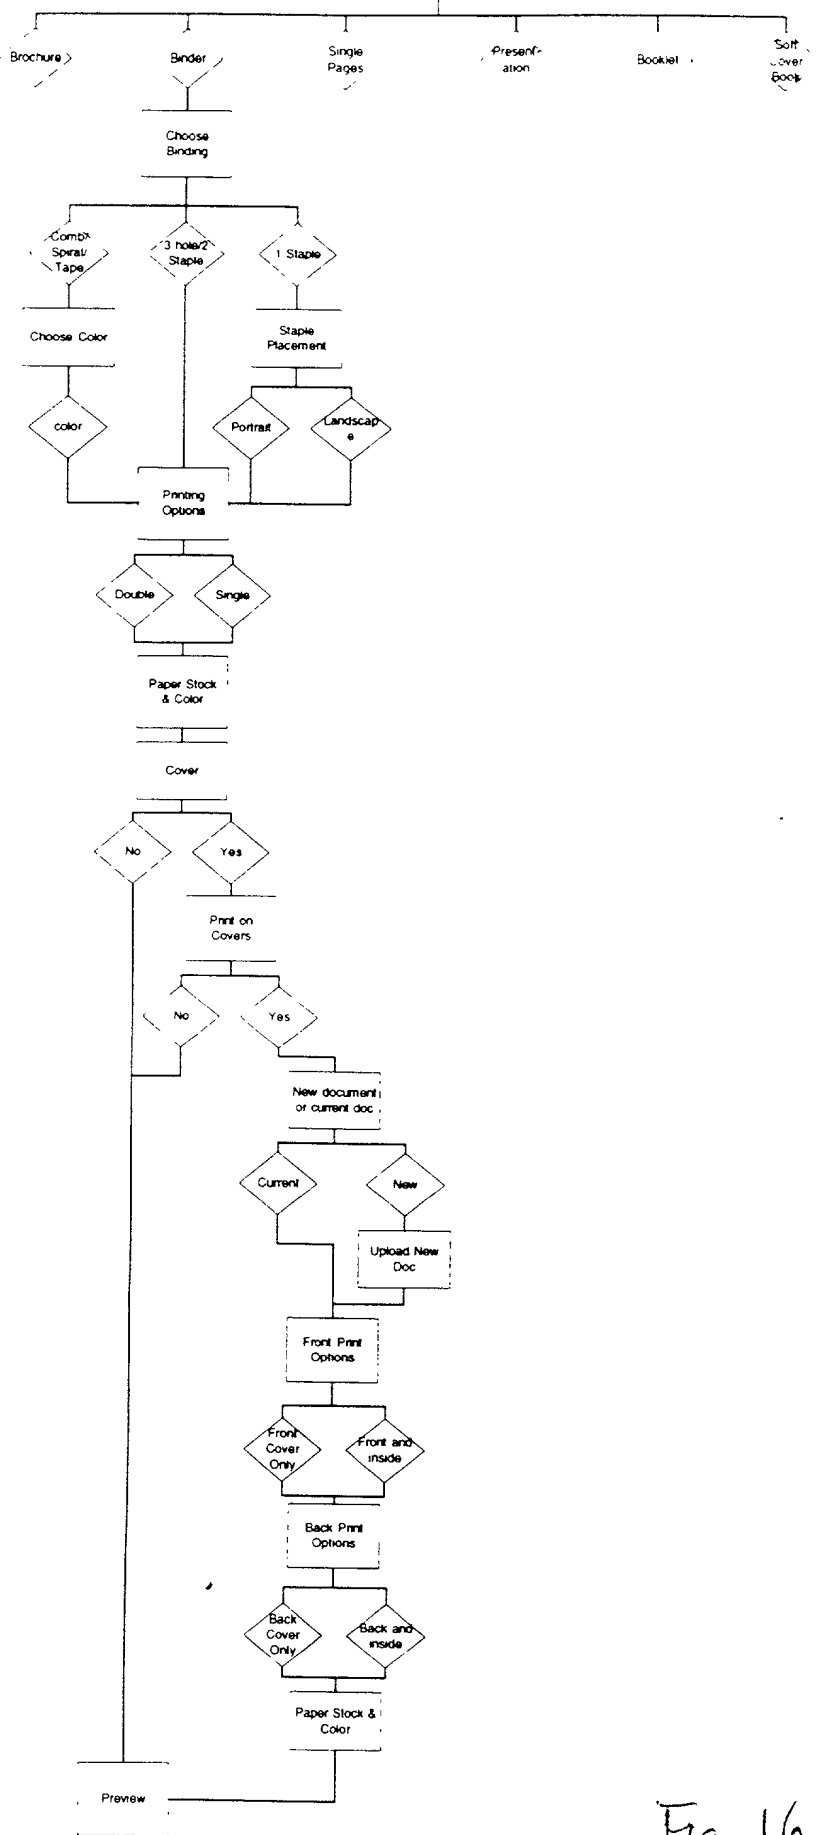 Brochure
Binder
Single
Pages
Present-
ation
Booklet
Soft
Cover
Book
Choose
Binding
Comb/
Spiral/
Tape
3 hole/2
Staple
1 Staple
Choose Color
Staple
Placement
color
Portrait
Landscap
e
Printing
Options
Double
Single
Paper Stock
& Color
Cover
No
Yes
Print on
Covers
No
Yes
New document
or current doc
Current
New
Upload New
Doc
Front Print
Options
Front
Cover
Only
Front and
inside
Back Print
Options
Back
Cover
Only
Back and
inside
Paper Stock &
Color
Preview
Fig 16